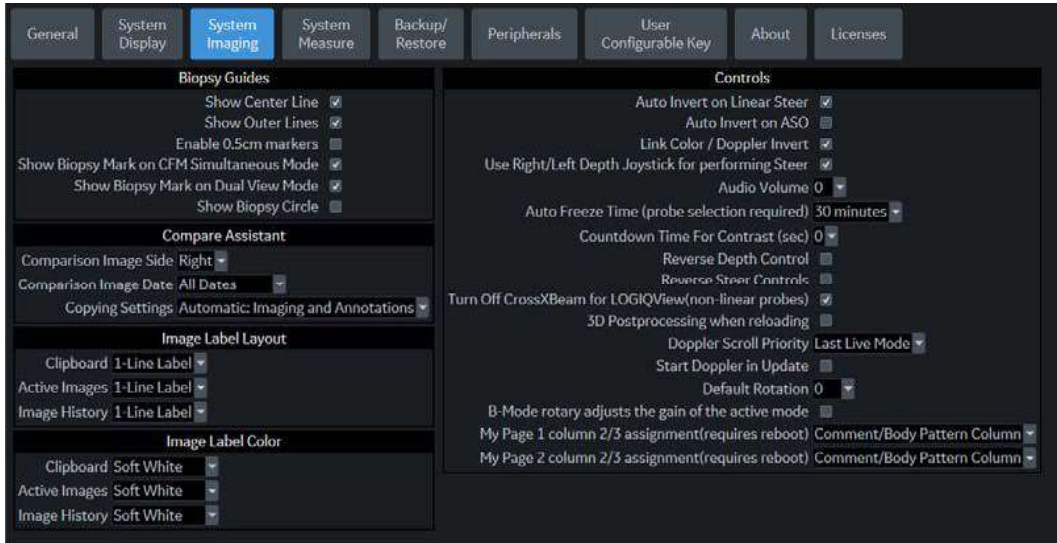 General
System
Display
System
Imaging
System
Measure
Backup/
Restore
Peripherals
User
Configurable Key
About
Licenses
Biopsy Guides
Show Center Line
Show Outer Lines
Enable 0.5cm markers
Show Biopsy Mark on CFM Simultaneous Mode
Show Biopsy Mark on Dual View Mode
Show Biopsy Circle
Compare Assistant
Comparison Image Side Right
Comparison Image Date All Dates
Copying Settings Automatic: Imaging and Annotations
Image Label Layout
Clipboard 1-Line Label
Active Images 1-Line Label
Image History 1-Line Label
Image Label Color
Clipboard Soft White
Active Images Soft White
Image History Soft White
Controls
Auto Invert on Linear Steer
Auto Invert on ASO
Link Color / Doppler Invert
Use Right/Left Depth Joystick for performing Steer
Audio Volume 0
Auto Freeze Time (probe selection required) 30 minutes
Countdown Time For Contrast (sec) 0
Reverse Depth Control
Reverse Steer Controls
Turn Off CrossXBeam for LOGIQView(non-linear probes)
3D Postprocessing when reloading
Doppler Scroll Priority Last Live Mode
Start Doppler in Update
Default Rotation 0
B-Mode rotary adjusts the gain of the active mode
My Page 1 column 2/3 assignment(requires reboot) Comment/Body Pattern Column
My Page 2 column 2/3 assignment(requires reboot) Comment/Body Pattern Column